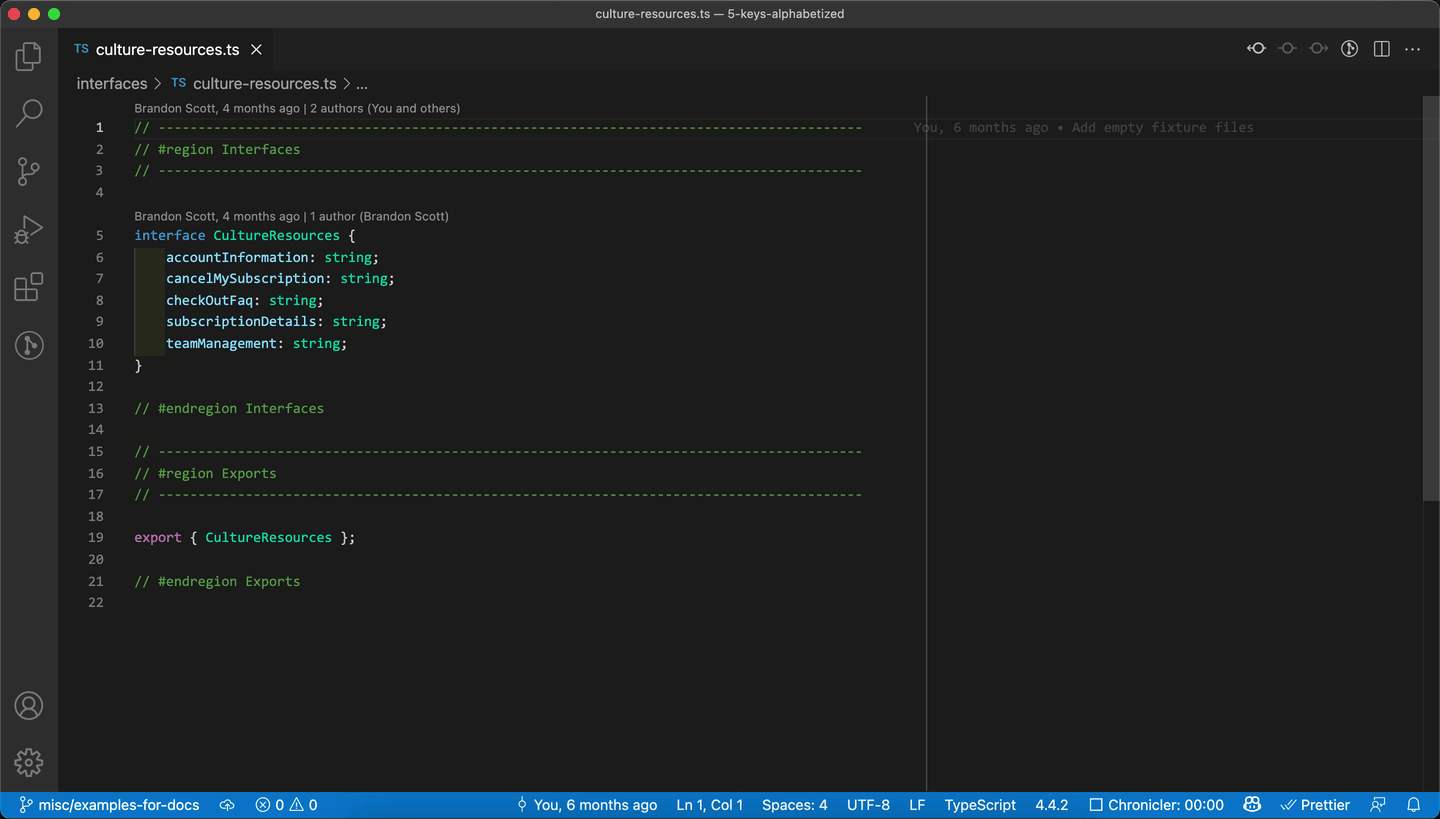 culture-resources.ts — 5-keys-alphabetized
TS culture-resources.ts
interfaces > TS culture-resources.ts > ...
Brandon Scott, 4 months ago | 2 authors (You and others)
1 // ----------------------------------------------------------------------------------------- You, 6 months ago • Add empty fixture files
2 // #region Interfaces
3 // -----------------------------------------------------------------------------------------
4
Brandon Scott, 4 months ago | 1 author (Brandon Scott)
5 interface CultureResources {
6 accountInformation: string;
7 cancelMySubscription: string;
8 checkOutFaq: string;
9 subscriptionDetails: string;
10 teamManagement: string;
11 }
12
13 // #endregion Interfaces
14
15 // -----------------------------------------------------------------------------------------
16 // #region Exports
17 // -----------------------------------------------------------------------------------------
18
19 export { CultureResources };
20
21 // #endregion Exports
22
misc/examples-for-docs 0 0 You, 6 months ago Ln 1, Col 1 Spaces: 4 UTF-8 LF TypeScript 4.4.2 Chronicler: 00:00 Prettier